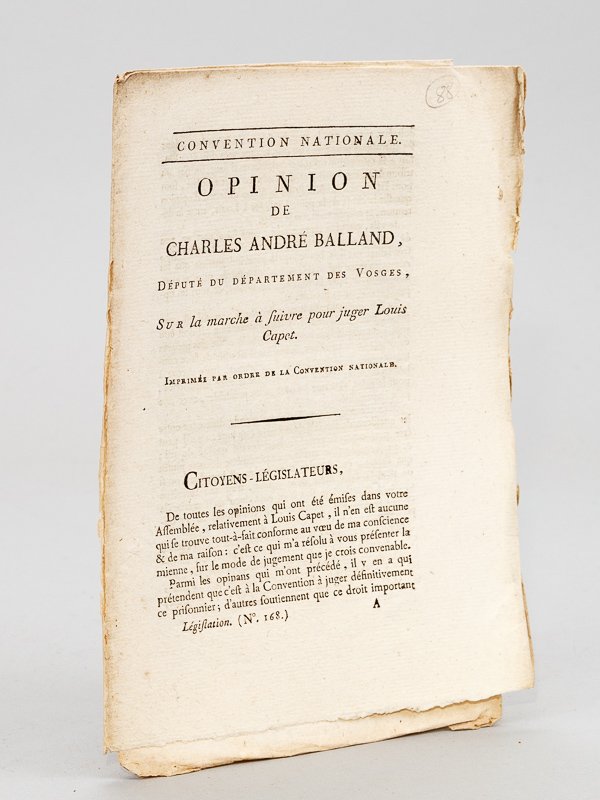 88
CONVENTION NATIONALE.
OPINION
DE
CHARLES ANDRÉ BALLAND,
DÉPUTÉ DU DÉPARTEMENT DES VOSGES,
SUR la marche à ſuivre pour juger Louis
Capet.
IMPRIMÉE PAR ORDRE DE LA CONVENTION NATIONALE.
CITOYENS-LÉGISLATEURS,
De toutes les opinions qui ont été émiſes dans votre
Aſſemblée, relativement à Louis Capet, il n'en eſt aucune
qui ſe trouve tout-à-fait conforme au vœu de ma conſcience
& de ma raiſon: c'eſt ce qui m'a réſolu à vous préſenter la
mienne, ſur le mode de jugement que je crois convenable.
Parmi les opinans qui m'ont précédé, il y en a qui
prétendent que c'eſt à la Convention à juger définitivement
ce priſonnier; d'autres ſoutiennent que ce droit important
Légiſlation. (N°. 168.)
A